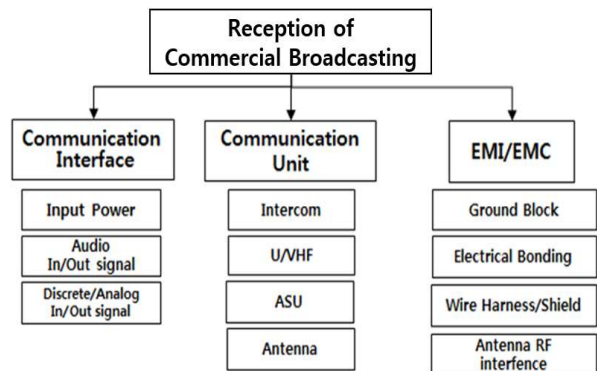 Reception of
Commercial Broadcasting
Communication
Interface
Input Power
Audio
In/Out signal
Discrete/Analog
In/Out signal
Communication
Unit
Intercom
U/VHF
ASU
Antenna
EMI/EMC
Ground Block
Electrical Bonding
Wire Harness/Shield
Antenna RF
interfence